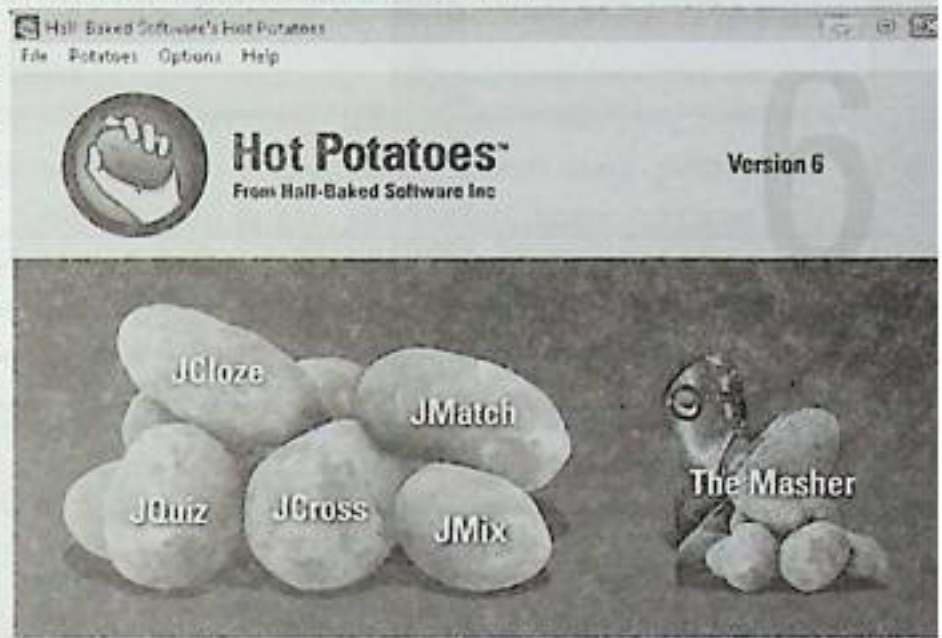 Half-Baked Software's Hot Potatoes
File Potatoes Options Help
Hot Potatoes™
From Half-Baked Software Inc
Version 6
6
JCloze
JMatch
JQuiz
JCross
JMix
The Masher